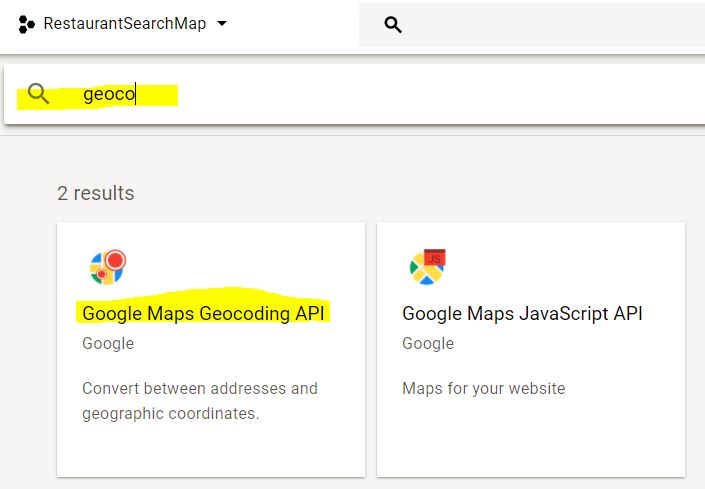 RestaurantSearchMap
geoco
2 results
JS
Google Maps Geocoding API
Google Maps JavaScript API
Google
Google
Convert between addresses and
geographic coordinates.
Maps for your website